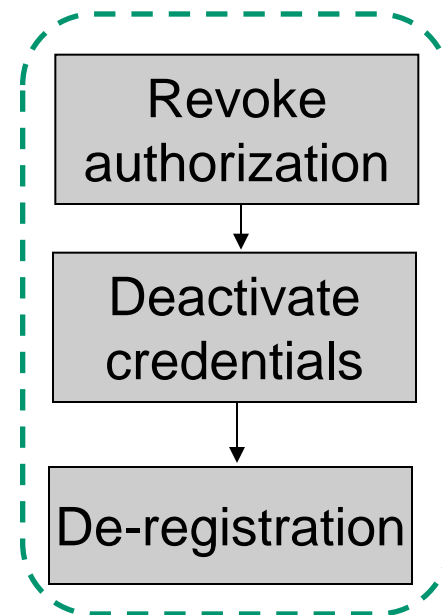 Revoke
authorization
Deactivate
credentials
De-registration